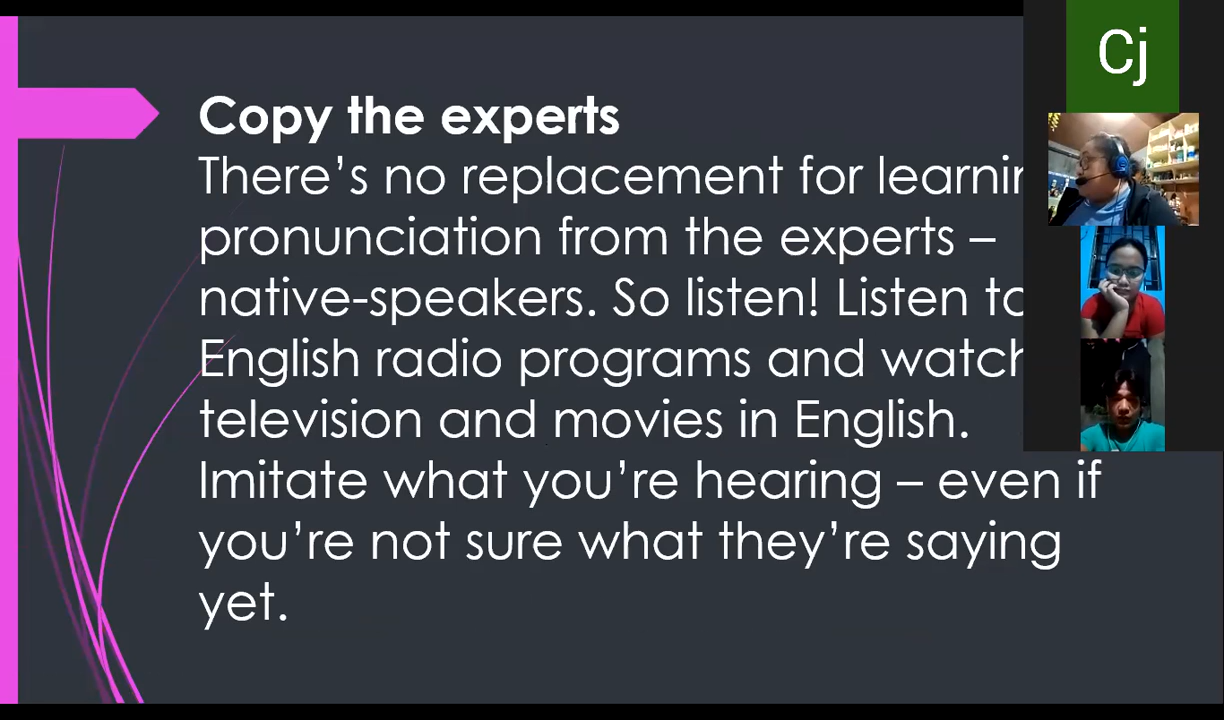 Cj
Copy the experts
There's no replacement for
pronunciation from the experts –
native-speakers. So listen! Listen
English radio programs and watch
television and movies in English.
Imitate what you're hearing – even if
you're not sure what they're saying
yet.